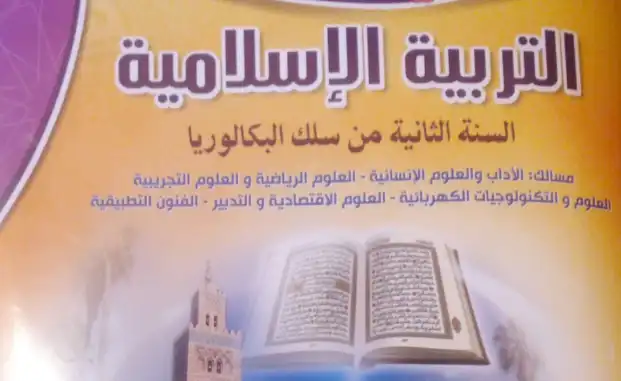 التربية الإسلامية
السنة الثانية من سلك البكالوريا
مسالك: الآداب والعلوم الإنسانية - العلوم الرياضية و العلوم التجريبية
العلوم و التكنولوجيات الكهربائية - العلوم الاقتصادية و التدبير - الفنون التطبيقية